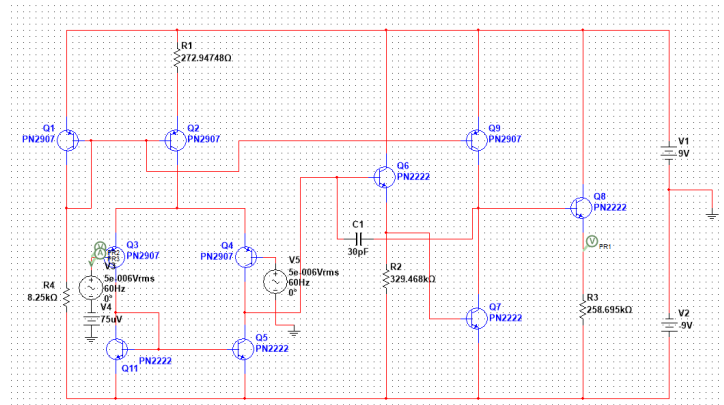 R1
272.94748Ω
Q1
PN2907
Q2
PN2907
Q9
PN2907
V1
9V
Q6
PN2222
Q8
PN2222
C1
30pF
V
PR1
Q3
PN2907
Q4
PN2907
V3
5e-006Vrms
60Hz
0°
V5
5e-006Vrms
60Hz
0°
R4
8.25kΩ
V4
75uV
R2
329.468kΩ
R3
258.695kΩ
Q7
PN2222
V2
-9V
Q11
PN2222
Q5
PN2222